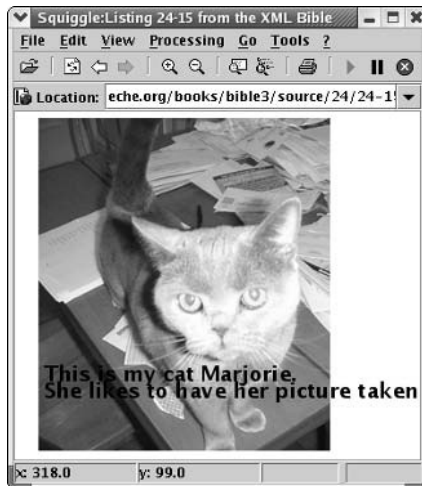 Squiggle:Listing 24-15 from the XML Bible
File Edit View Processing Go Tools ?
Location: eche.org/books/bible3/source/24/24-15
This is my cat Marjorie.
She likes to have her picture taken
x: 318.0 y: 99.0